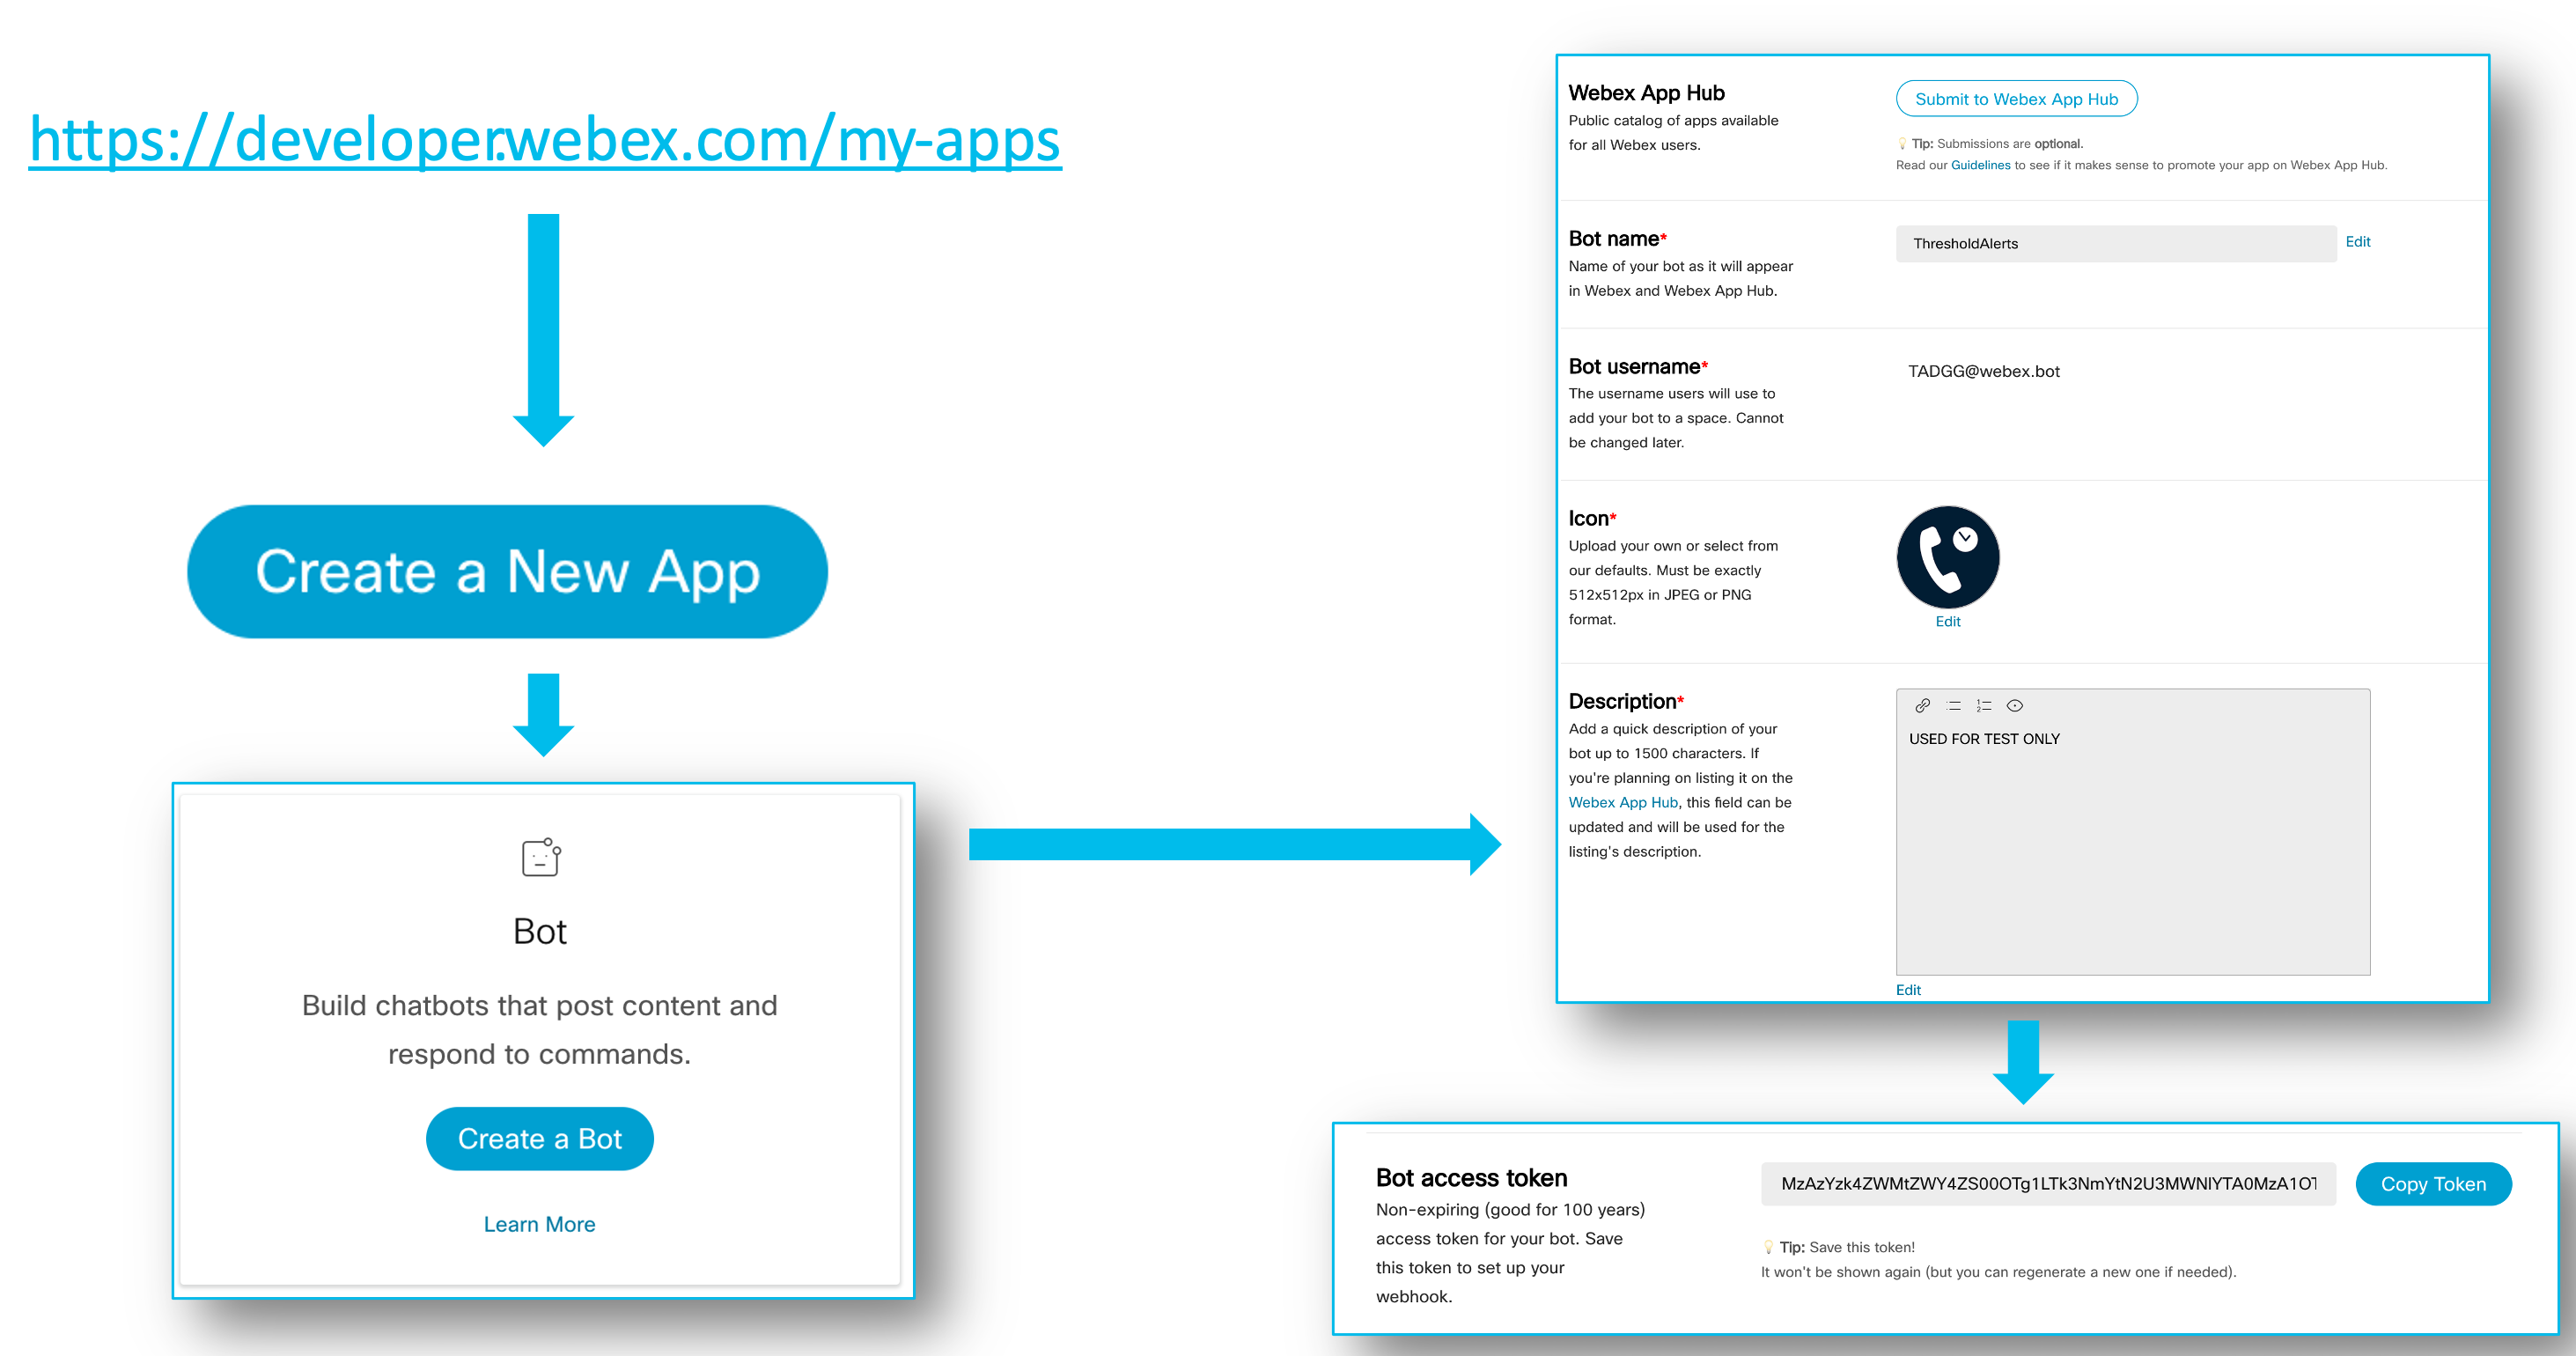 https://developer.webex.com/my-apps
Create a New App
Bot
Build chatbots that post content and
respond to commands.
Create a Bot
Learn More
Webex App Hub
Public catalog of apps available
for all Webex users.
Submit to Webex App Hub
Tip: Submissions are optional.
Read our Guidelines to see if it makes sense to promote your app on Webex App Hub.
Bot name*
Name of your bot as it will appear
in Webex and Webex App Hub.
ThresholdAlerts
Edit
Bot username*
The username users will use to
add your bot to a space. Cannot
be changed later.
TADGG@webex.bot
Icon*
Upload your own or select from
our defaults. Must be exactly
512x512px in JPEG or PNG
format.
Edit
Description*
Add a quick description of your
bot up to 1500 characters. If
you're planning on listing it on the
Webex App Hub, this field can be
updated and will be used for the
listing's description.
USED FOR TEST ONLY
Edit
Bot access token
Non-expiring (good for 100 years)
access token for your bot. Save
this token to set up your
webhook.
MzAzYzk4ZWMtZWY4ZS00OTg1LTk3NmYtN2U3MWNlYTA0MzA1OT
Copy Token
Tip: Save this token!
It won't be shown again (but you can regenerate a new one if needed).